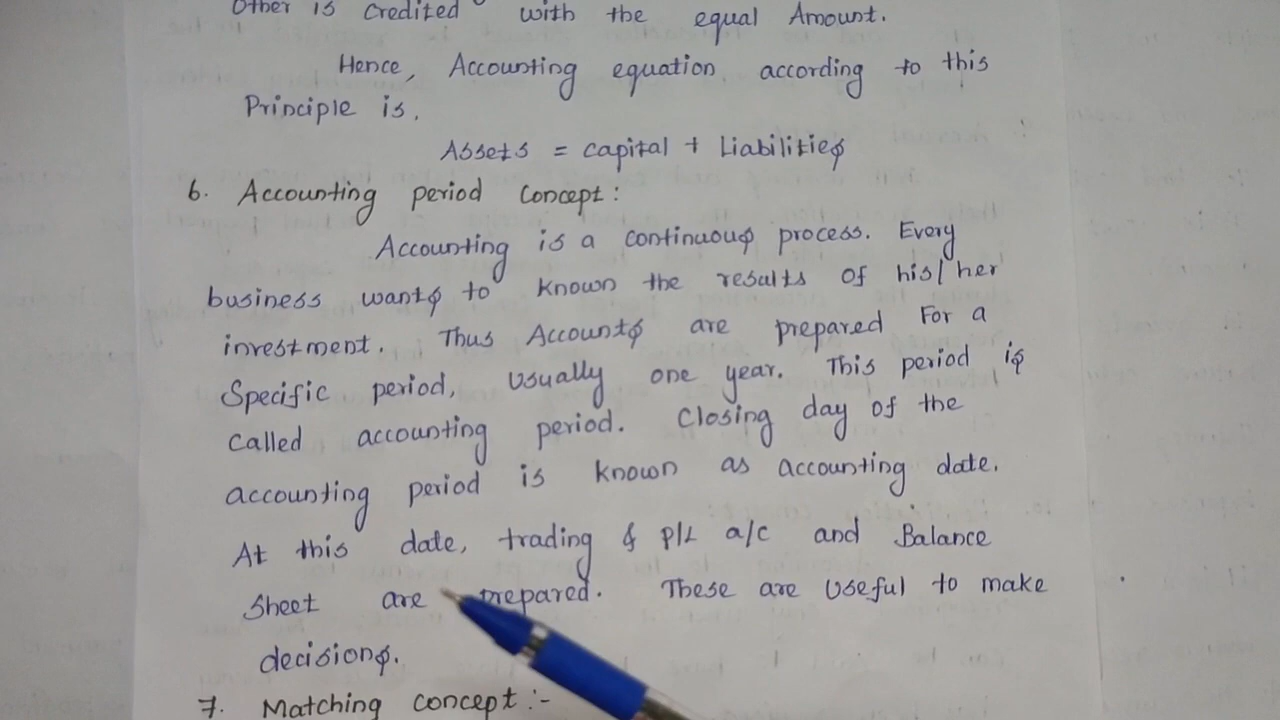 Other is Credited with the equal Amount.
Hence, Accounting equation according to this
Principle is.
Assets = capital + Liabilities
6. Accounting period Concept:
Accounting is a continuous process. Every
business wants to known the results of his/her
investment. Thus Accounts are prepared For a
Specific period, Usually one year. This period is
Called accounting period. Closing day of the
accounting period is known as accounting date.
At this date, trading & P/L a/c and Balance
Sheet are prepared. These are Useful to make
decisions.
7. Matching concept:-